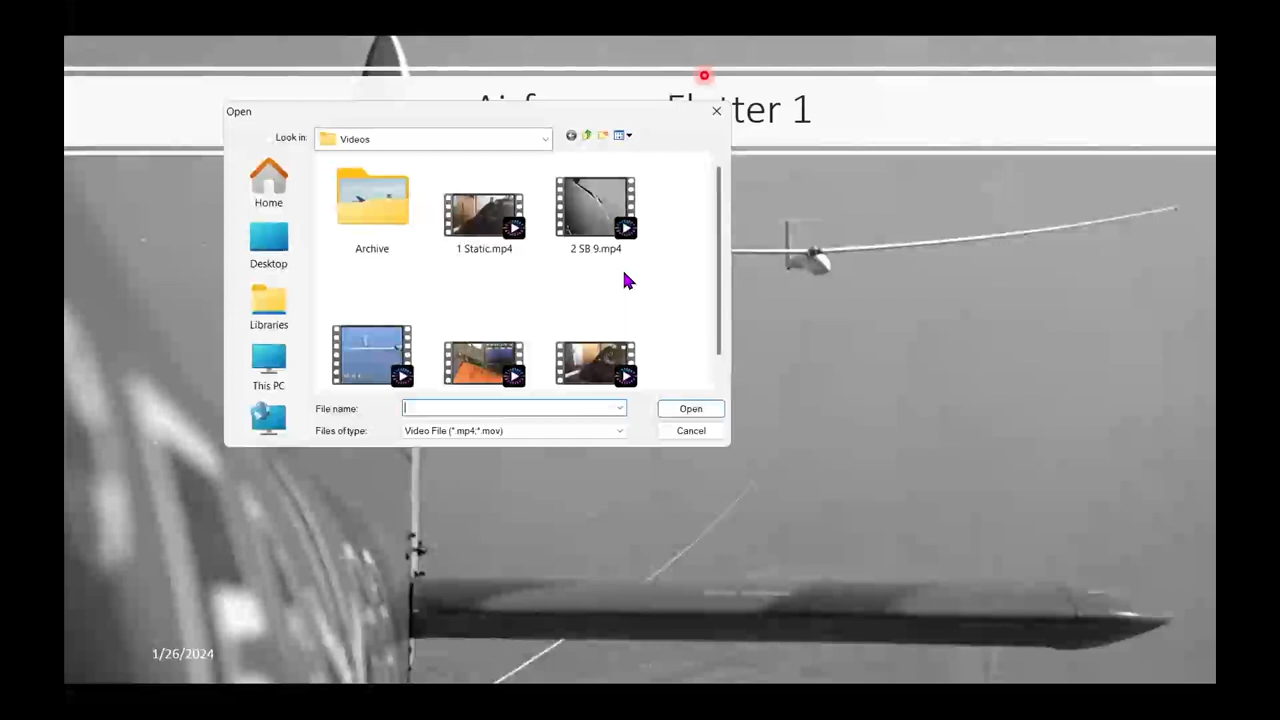 tter 1
Open
Look in:
Videos
Home
Desktop
Libraries
This PC
Archive
1 Static.mp4
2 SB 9.mp4
File name:
Open
Files of type:
Video File (*.mp4;*.mov)
Cancel
1/26/2024